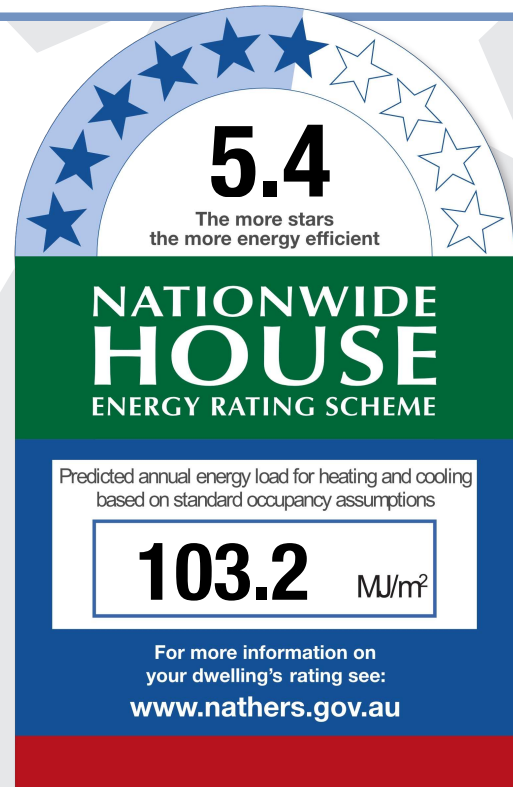 5.4
The more stars
the more energy efficient
NATIONWIDE
HOUSE
ENERGY RATING SCHEME
Predicted annual energy load for heating and cooling
based on standard occupancy assumptions
103.2 MJ/m²
For more information on
your dwelling's rating see:
www.nathers.gov.au